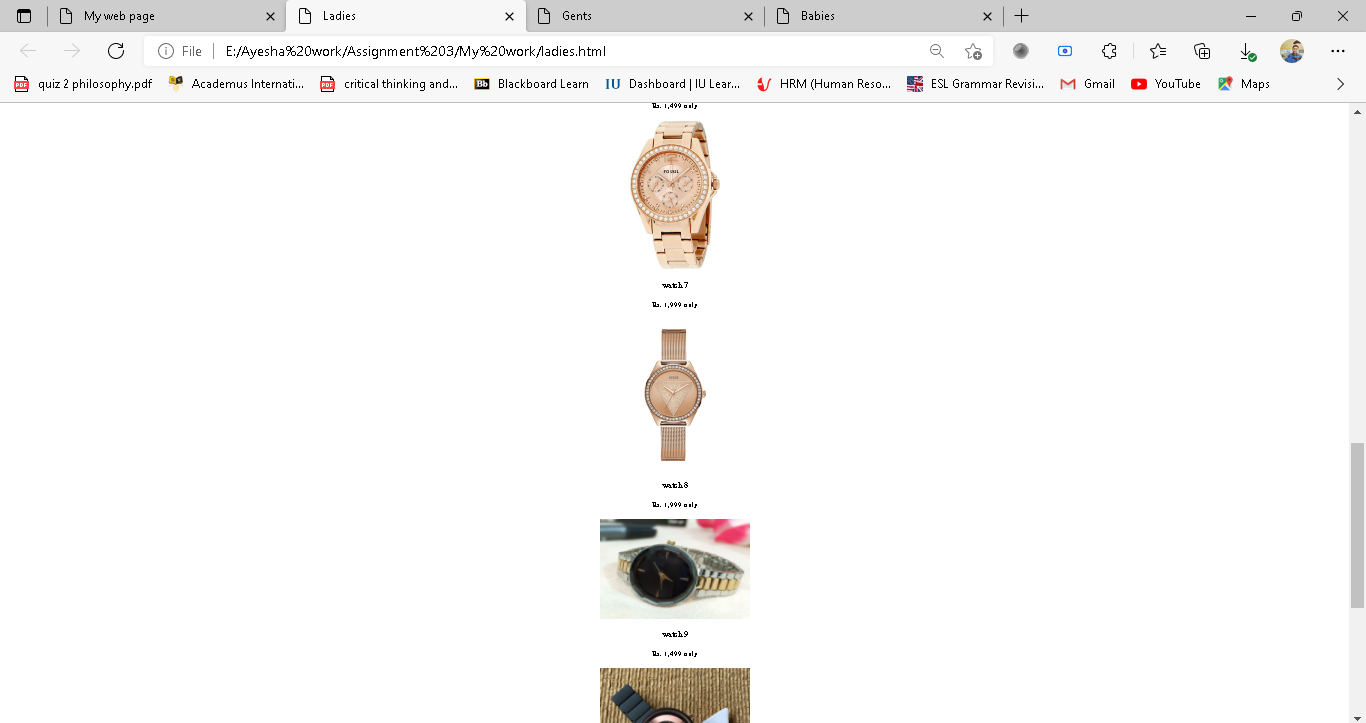 My web page
Ladies
Gents
Babies
File
E:/Ayesha%20work/Assignment%203/My%20work/ladies.html
quiz 2 philosophy.pdf
Academus Internati...
critical thinking and...
Bb
Blackboard Learn
IU
Dashboard | IU Lear...
HRM (Human Reso...
ESL Grammar Revisi...
Gmail
YouTube
Maps
Rs. 1,499 only
FOSSIL
watch7
Rs. 1,999 only
watch8
Rs. 1,999 only
watch9
Rs. 1,499 only